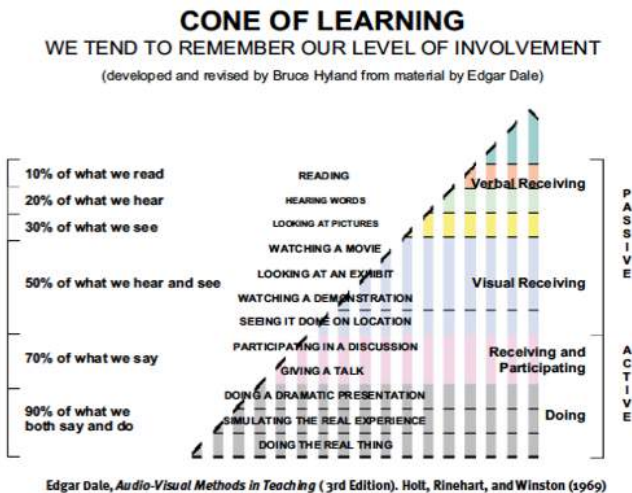 CONE OF LEARNING
WE TEND TO REMEMBER OUR LEVEL OF INVOLVEMENT
(developed and revised by Bruce Hyland from material by Edgar Dale)
10% of what we read
READING
Verbal Receiving
20% of what we hear
HEARING WORDS
30% of what we see
LOOKING AT PICTURES
WATCHING A MOVIE
50% of what we hear and see
LOOKING AT AN EXHIBIT
Visual Receiving
WATCHING A DEMONSTRATION
SEEING IT DONE ON LOCATION
PASSIVE
70% of what we say
PARTICIPATING IN A DISCUSSION
Receiving and
Participating
GIVING A TALK
DOING A DRAMATIC PRESENTATION
90% of what we
both say and do
SIMULATING THE REAL EXPERIENCE
Doing
DOING THE REAL THING
ACTIVE
Edgar Dale, Audio-Visual Methods in Teaching (3rd Edition). Holt, Rinehart, and Winston (1969)